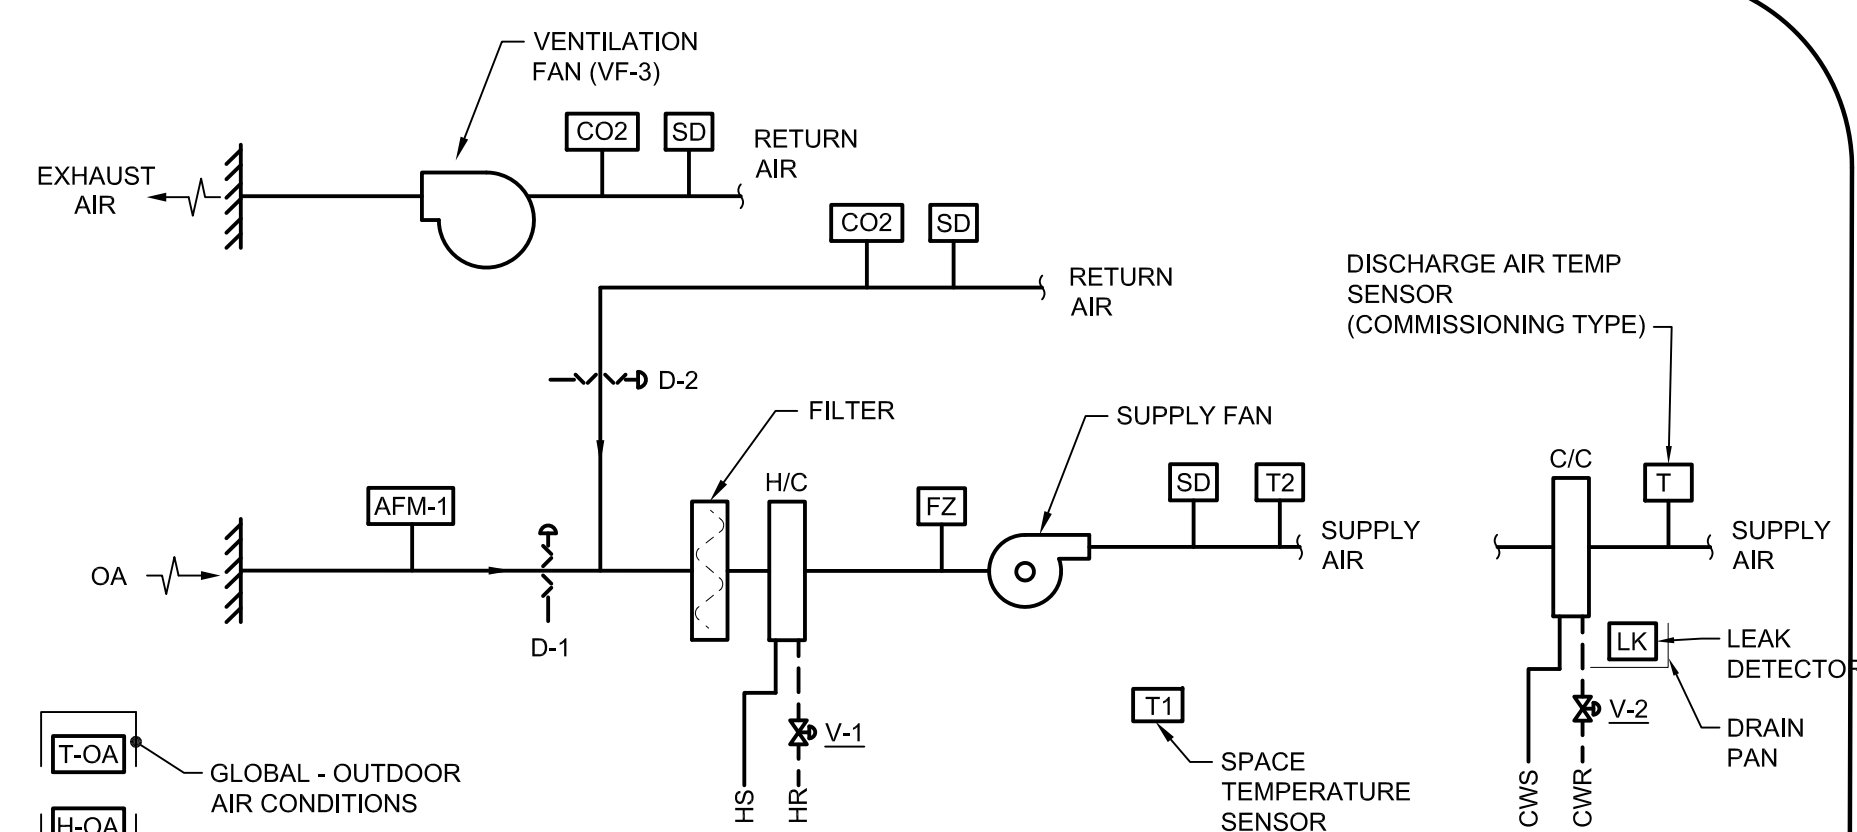 VENTILATION
FAN (VF-3)
CO2
SD
RETURN
AIR
EXHAUST
AIR
CO2
SD
RETURN
AIR
DISCHARGE AIR TEMP
SENSOR
(COMMISSIONING TYPE)
D-2
FILTER
SUPPLY FAN
AFM-1
H/C
FZ
SD
T2
C/C
T
SUPPLY
AIR
SUPPLY
AIR
OA
D-1
LK
LEAK
DETECTOR
T1
V-1
V-2
DRAIN
PAN
T-OA
GLOBAL - OUTDOOR
AIR CONDITIONS
SPACE
TEMPERATURE
SENSOR
HS
HR
CWS
CWR
H-OA